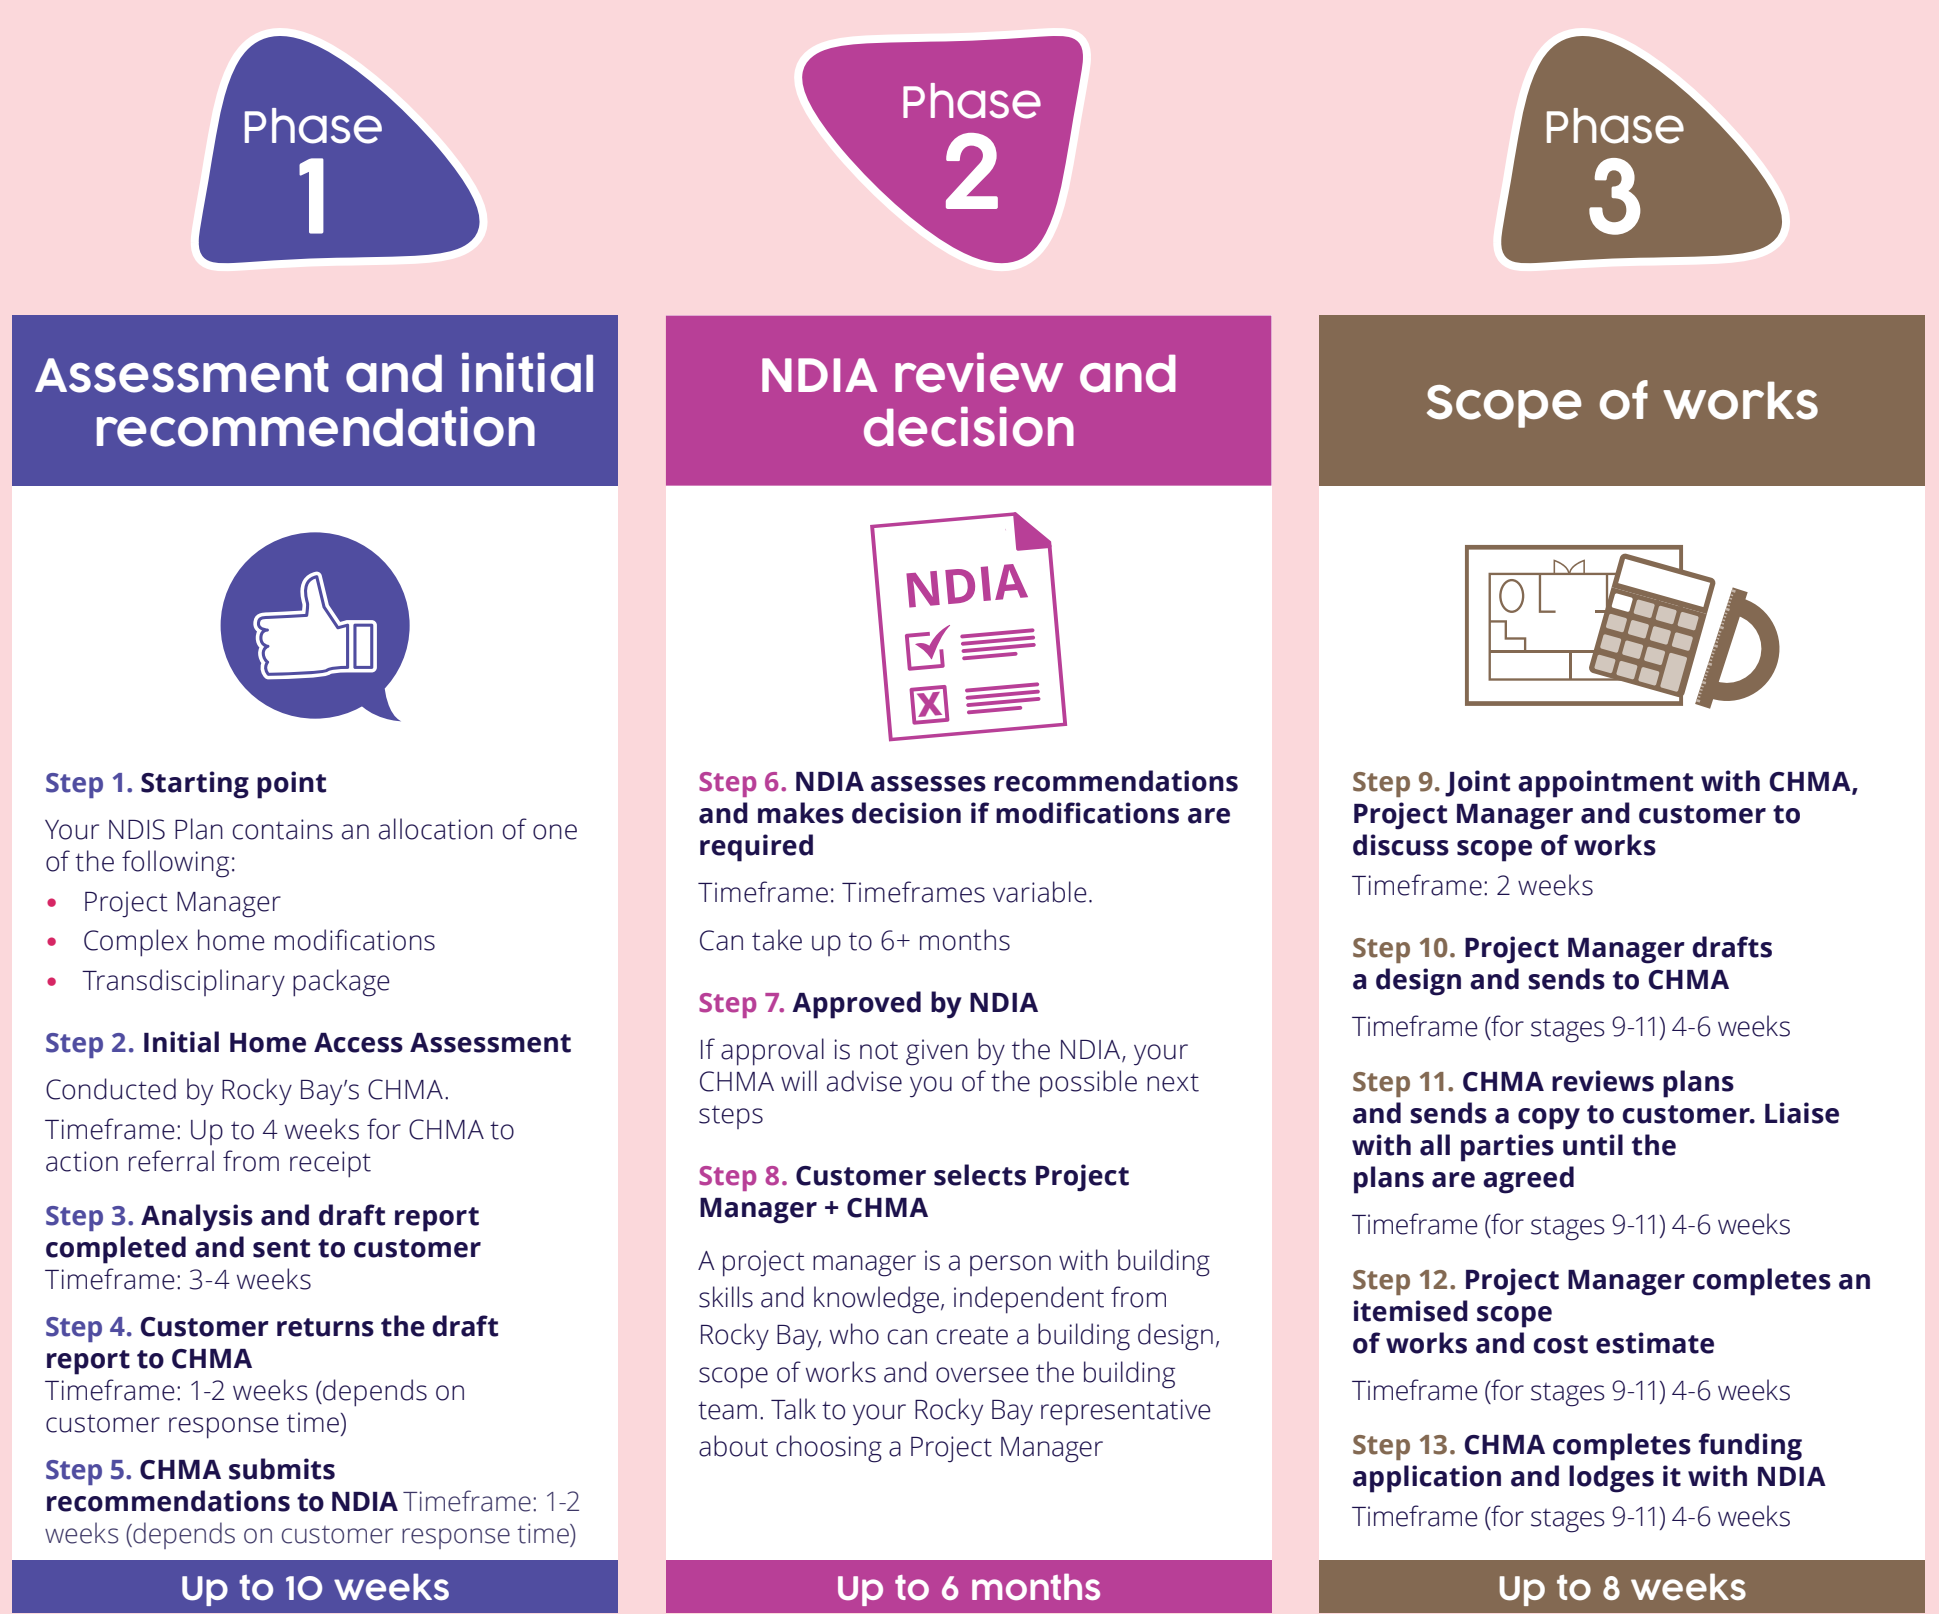 Phase
1
Assessment and initial
recommendation
Step 1. Starting point
Your NDIS Plan contains an allocation of one
of the following:
• Project Manager
• Complex home modifications
• Transdisciplinary package
Step 2. Initial Home Access Assessment
Conducted by Rocky Bay’s CHMA.
Timeframe: Up to 4 weeks for CHMA to
action referral from receipt
Step 3. Analysis and draft report
completed and sent to customer
Timeframe: 3-4 weeks
Step 4. Customer returns the draft
report to CHMA
Timeframe: 1-2 weeks (depends on
customer response time)
Step 5. CHMA submits
recommendations to NDIA Timeframe: 1-2
weeks (depends on customer response time)
Up to 10 weeks
Phase
2
NDIA review and
decision
NDIA
Step 6. NDIA assesses recommendations
and makes decision if modifications are
required
Timeframe: Timeframes variable.
Can take up to 6+ months
Step 7. Approved by NDIA
If approval is not given by the NDIA, your
CHMA will advise you of the possible next
steps
Step 8. Customer selects Project
Manager + CHMA
A project manager is a person with building
skills and knowledge, independent from
Rocky Bay, who can create a building design,
scope of works and oversee the building
team. Talk to your Rocky Bay representative
about choosing a Project Manager
Up to 6 months
Phase
3
Scope of works
Step 9. Joint appointment with CHMA,
Project Manager and customer to
discuss scope of works
Timeframe: 2 weeks
Step 10. Project Manager drafts
a design and sends to CHMA
Timeframe (for stages 9-11) 4-6 weeks
Step 11. CHMA reviews plans
and sends a copy to customer. Liaise
with all parties until the
plans are agreed
Timeframe (for stages 9-11) 4-6 weeks
Step 12. Project Manager completes an
itemised scope
of works and cost estimate
Timeframe (for stages 9-11) 4-6 weeks
Step 13. CHMA completes funding
application and lodges it with NDIA
Timeframe (for stages 9-11) 4-6 weeks
Up to 8 weeks